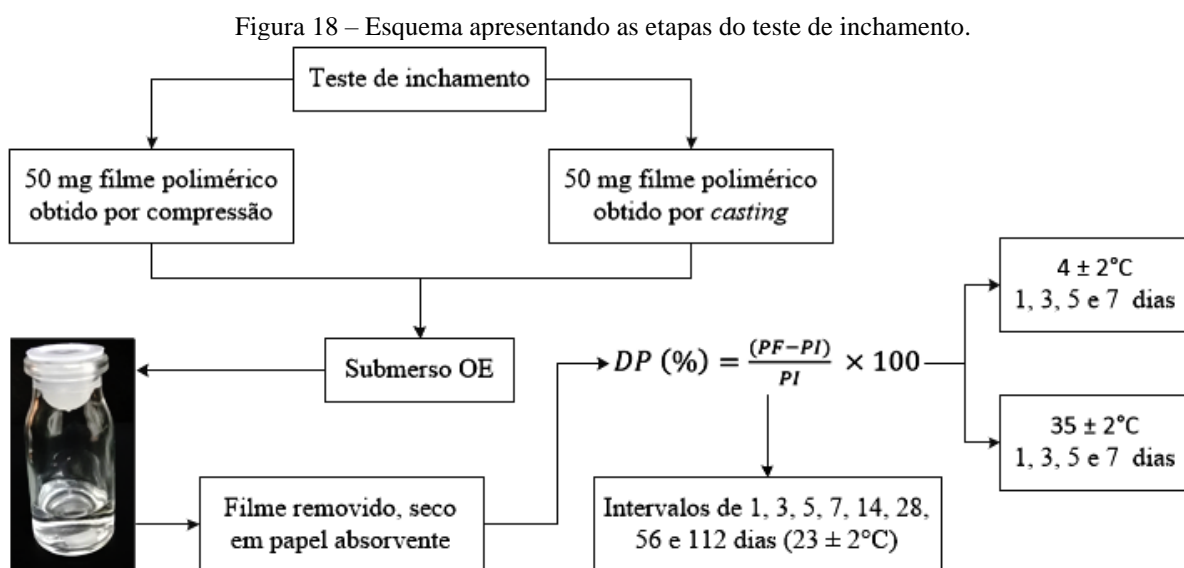 Figura 18 – Esquema apresentando as etapas do teste de inchamento.
Teste de inchamento
50 mg filme polimérico
obtido por compressão
50 mg filme polimérico
obtido por casting
Submerso OE
Filme removido, seco
em papel absorvente
DP (%) = (PF−PI)/PI × 100
Intervalos de 1, 3, 5, 7, 14, 28,
56 e 112 dias (23 ± 2°C)
4 ± 2°C
1, 3, 5 e 7 dias
35 ± 2°C
1, 3, 5 e 7 dias